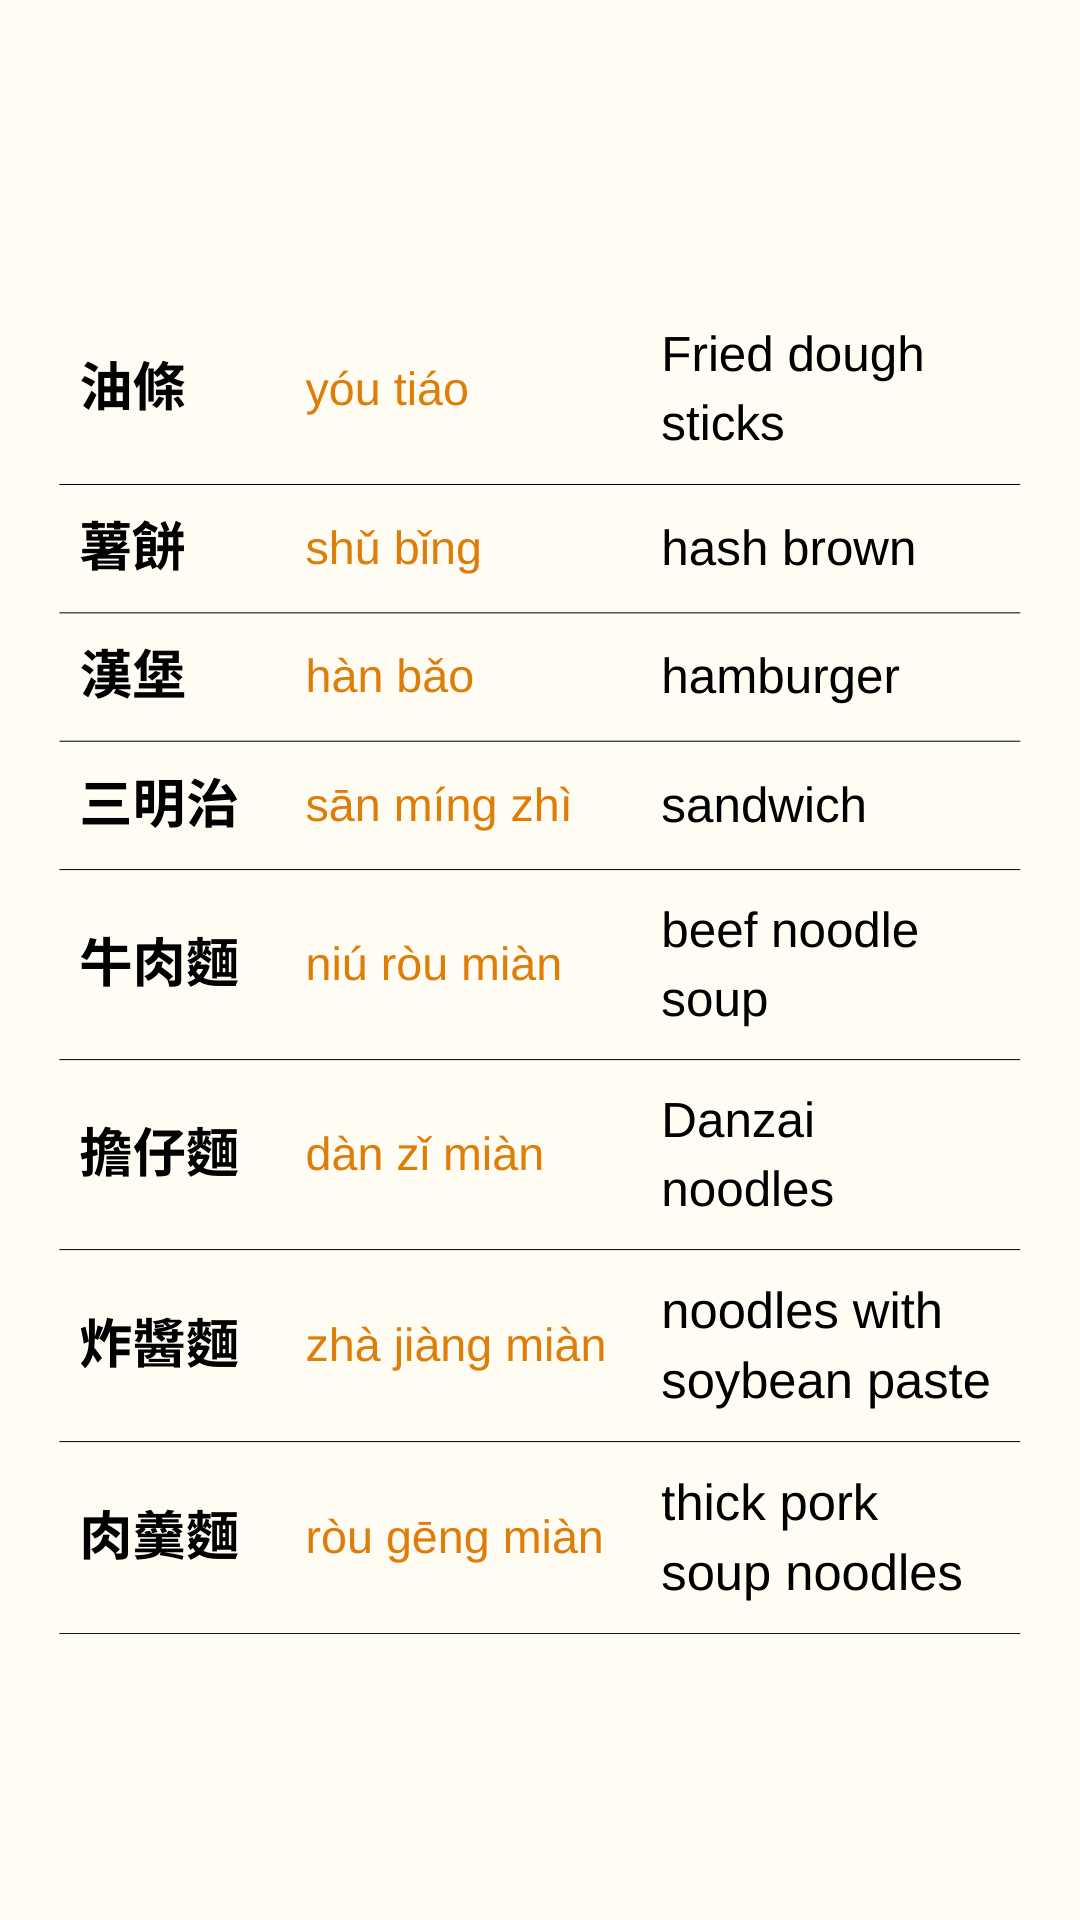 油條 yóu tiáo Fried dough
sticks
薯餅 shǔ bǐng hash brown
漢堡 hàn bǎo hamburger
三明治 sān míng zhì sandwich
牛肉麵 niú ròu miàn beef noodle
soup
擔仔麵 dàn zǐ miàn Danzai
noodles
炸醬麵 zhà jiàng miàn noodles with
soybean paste
肉羹麵 ròu gēng miàn thick pork
soup noodles